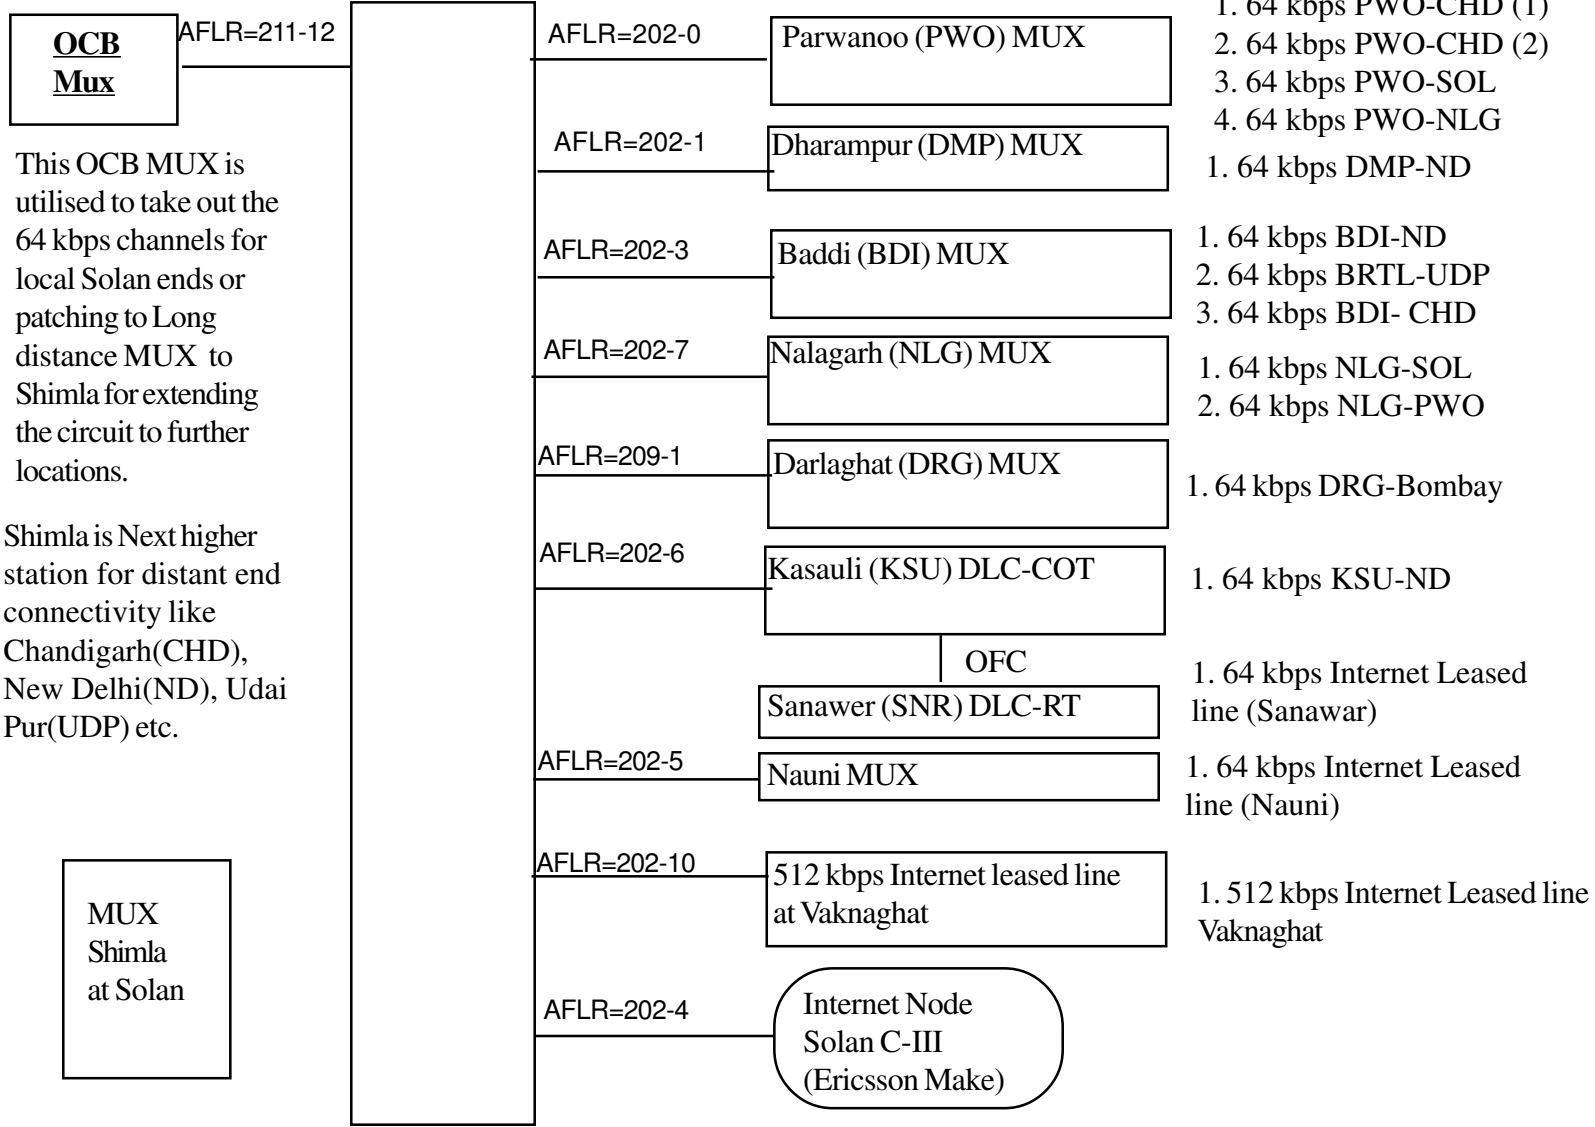 OCB
Mux
AFLR=211-12
This OCB MUX is
utilised to take out the
64 kbps channels for
local Solan ends or
patching to Long
distance MUX to
Shimla for extending
the circuit to further
locations.
Shimla is Next higher
station for distant end
connectivity like
Chandigarh(CHD),
New Delhi(ND), Udai
Pur(UDP) etc.
MUX
Shimla
at Solan
AFLR=202-0
Parwanoo (PWO) MUX
1. 64 kbps PWO-CHD (1)
2. 64 kbps PWO-CHD (2)
3. 64 kbps PWO-SOL
4. 64 kbps PWO-NLG
AFLR=202-1
Dharampur (DMP) MUX
1. 64 kbps DMP-ND
AFLR=202-3
Baddi (BDI) MUX
1. 64 kbps BDI-ND
2. 64 kbps BRTL-UDP
3. 64 kbps BDI- CHD
AFLR=202-7
Nalagarh (NLG) MUX
1. 64 kbps NLG-SOL
2. 64 kbps NLG-PWO
AFLR=209-1
Darlaghat (DRG) MUX
1. 64 kbps DRG-Bombay
AFLR=202-6
Kasauli (KSU) DLC-COT
1. 64 kbps KSU-ND
OFC
Sanawer (SNR) DLC-RT
1. 64 kbps Internet Leased
line (Sanawar)
AFLR=202-5
Nauni MUX
1. 64 kbps Internet Leased
line (Nauni)
AFLR=202-10
512 kbps Internet leased line
at Vaknaghat
1. 512 kbps Internet Leased line
Vaknaghat
AFLR=202-4
Internet Node
Solan C-III
(Ericsson Make)